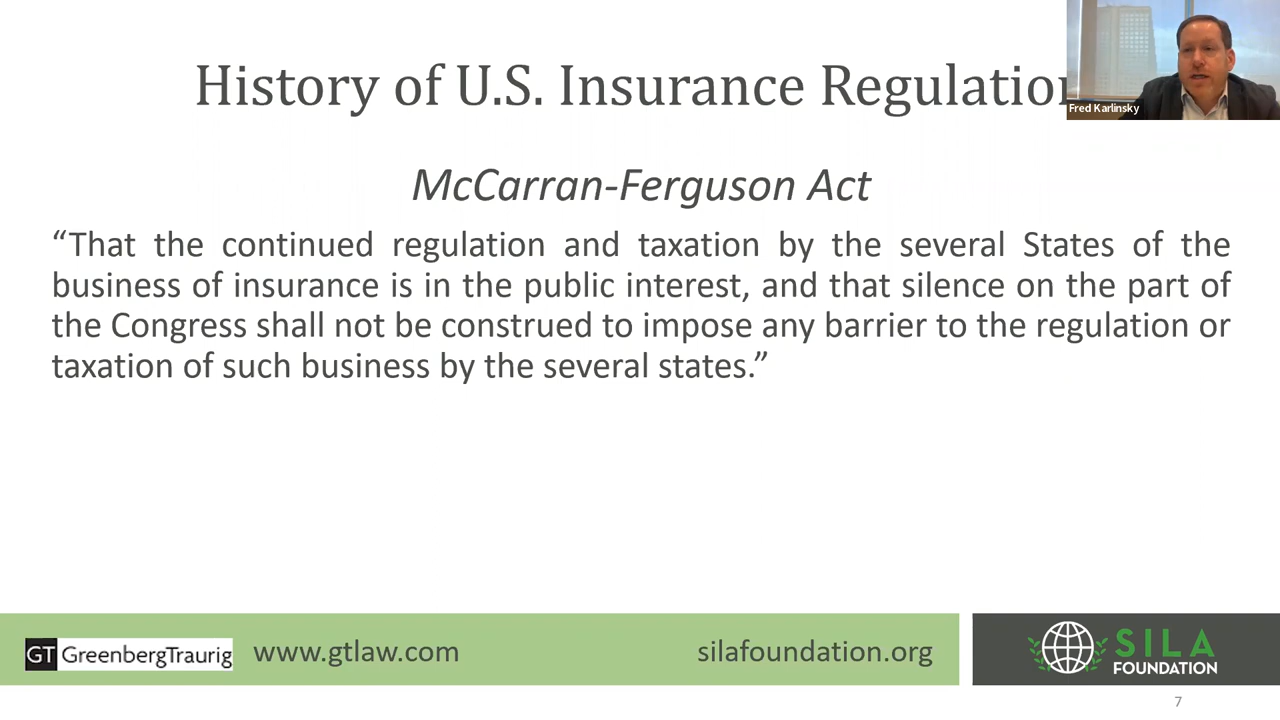 History of U.S. Insurance Regulation
Fred Karlinsky
McCarran-Ferguson Act
“That the continued regulation and taxation by the several States of the
business of insurance is in the public interest, and that silence on the part of
the Congress shall not be construed to impose any barrier to the regulation or
taxation of such business by the several states.”
GT GreenbergTraurig www.gtlaw.com silafoundation.org
SILA
FOUNDATION
7